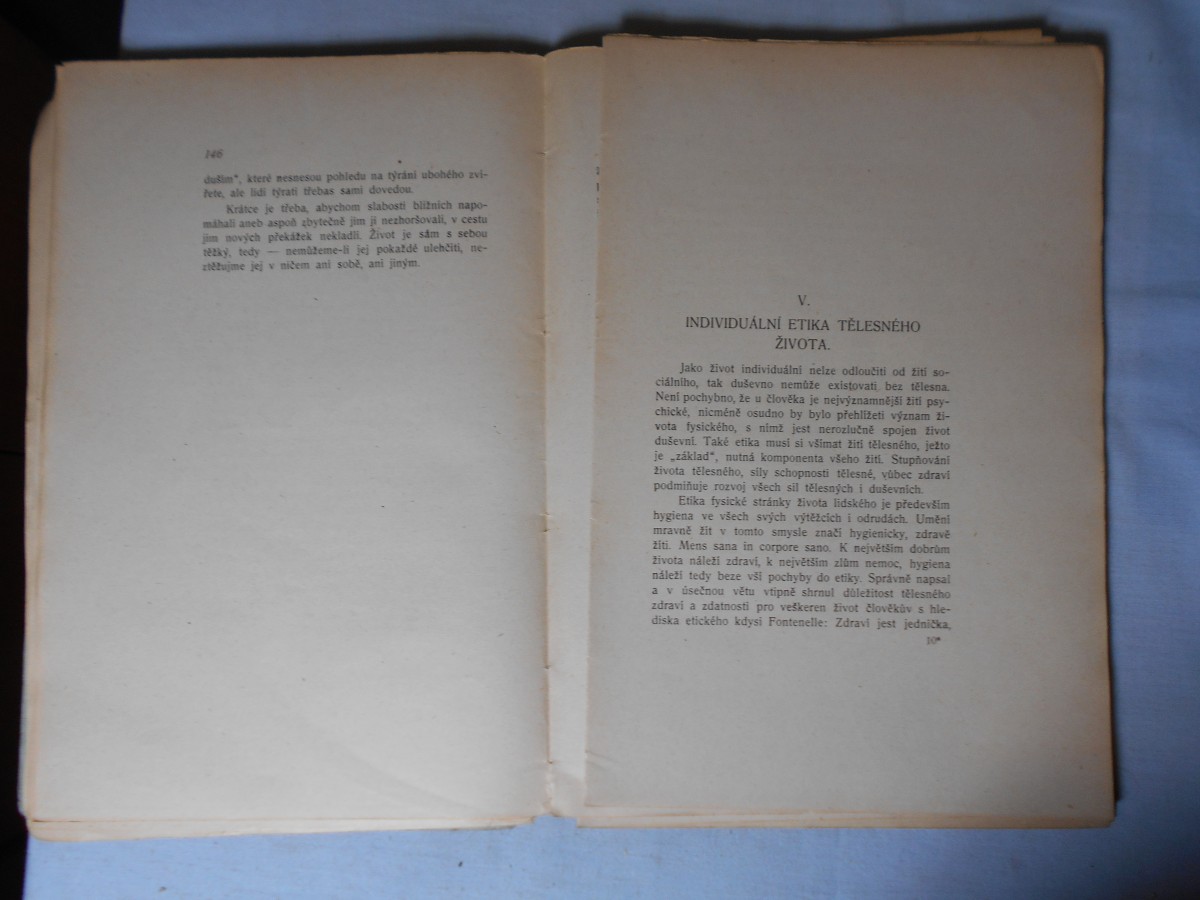 146
duším“, které nesnesou pohledu na týrání ubohého zví-
řete, ale lidi týrati třebas sami dovedou.
Krátce je třeba, abychom slabosti bližních napo-
máhali aneb aspoň zbytečně jim ji nezhoršovali, v cestu
jim nových překážek nekladli. Život je sám s sebou
těžký, tedy — nemůžeme-li jej pokaždé ulehčiti, ne-
ztěžujme jej v ničem ani sobě, ani jiným.
V.
INDIVIDUÁLNÍ ETIKA TĚLESNÉHO
ŽIVOTA.
Jako život individuální nelze odloučiti od žití so-
ciálního, tak duševno nemůže existovati bez tělesna.
Není pochybno, že u člověka je nejvýznamnější žití psy-
chické, nicméně osudno by bylo přehlížeti význam ži-
vota fysického, s nímž jest nerozlučně spojen život
duševní. Také etika musí si všímat žití tělesného, ježto
je „základ“, nutná komponenta všeho žití. Stupňování
života tělesného, síly schopnosti tělesné, vůbec zdraví
podmiňuje rozvoj všech sil tělesných i duševních.
Etika fysické stránky života lidského je především
hygiena ve všech svých výtěžcích i odrudách. Umění
mravně žít v tomto smysle značí hygienicky, zdravě
žíti. Mens sana in corpore sano. K největším dobrům
života náleží zdraví, k největším zlům nemoc, hygiena
náleží tedy beze vší pochyby do etiky. Správně napsal
a v úsečnou větu vtipně shrnul důležitost tělesného
zdraví a zdatnosti pro veškeren život člověkův s hle-
diska etického kdysi Fontenelle: Zdraví jest jednička,
10*